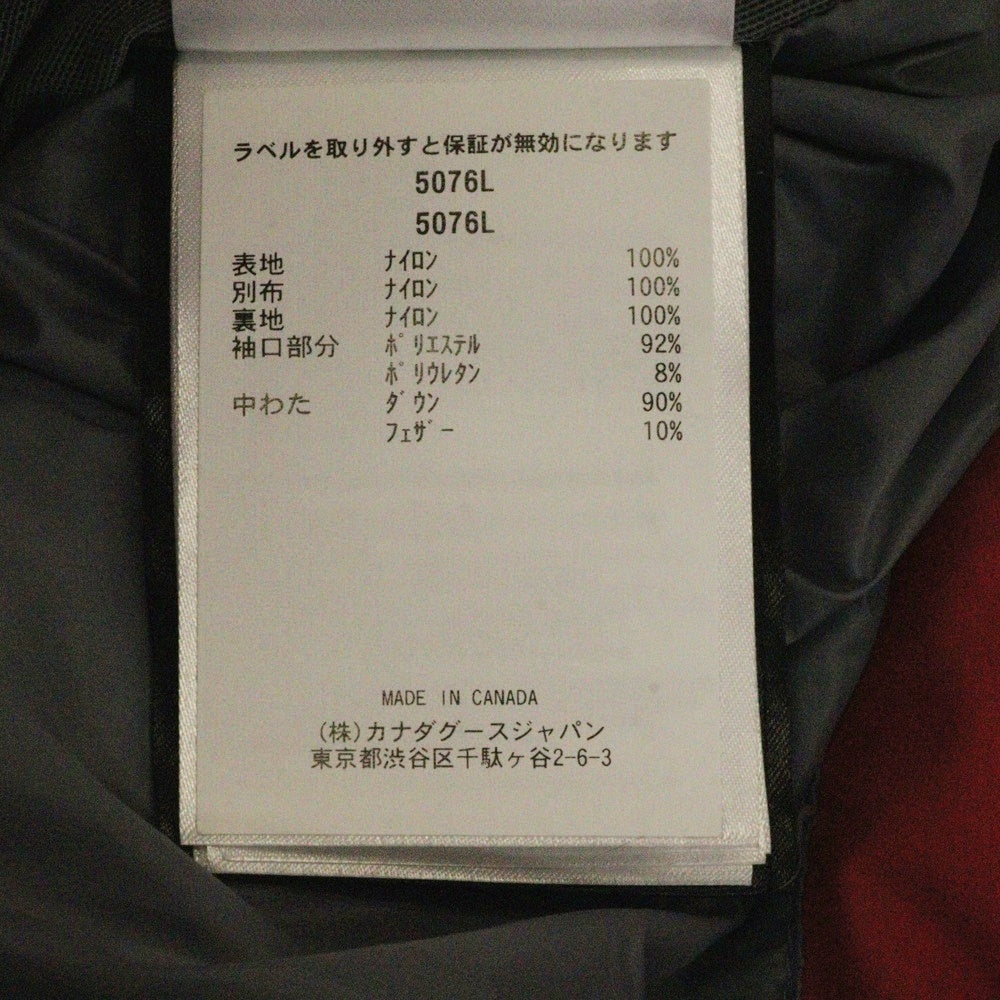 ラベルを取り外すと保証が無効になります
5076L
5076L
表地 ﾅｲﾛﾝ 100%
別布 ﾅｲﾛﾝ 100%
裏地 ﾅｲﾛﾝ 100%
袖口部分 ﾎﾟﾘｴｽﾃﾙ 92%
ﾎﾟﾘｳﾚﾀﾝ 8%
中わた ﾀﾞｳﾝ 90%
ﾌｪｻﾞｰ 10%
MADE IN CANADA
(株)カナダグースジャパン
東京都渋谷区千駄ヶ谷2-6-3